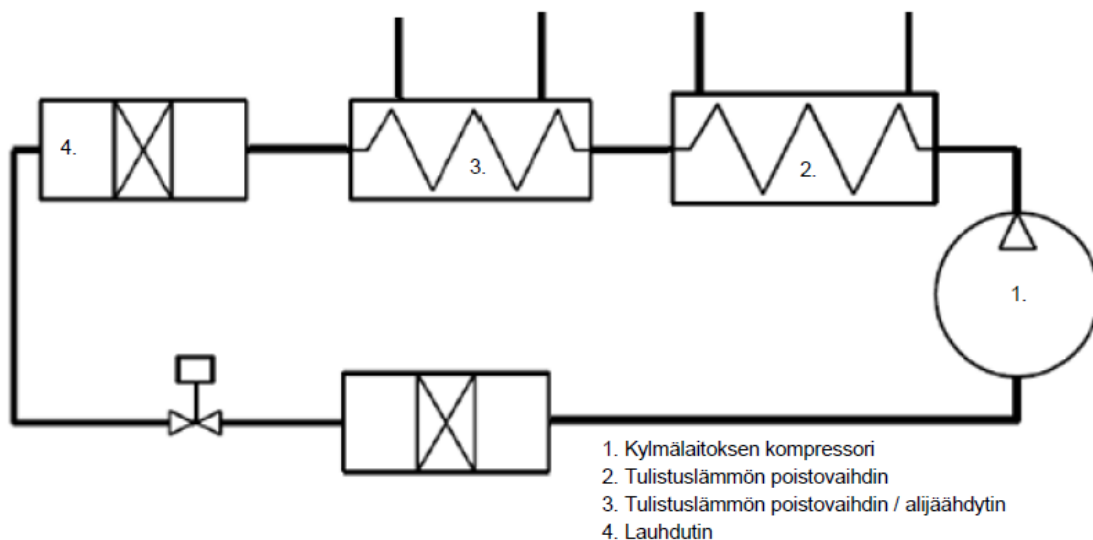 4.
3.
2.
1.
1. Kylmälaitoksen kompressori
2. Tulistuslämmön poistovaihdin
3. Tulistuslämmön poistovaihdin / alijäähdytin
4. Lauhdutin